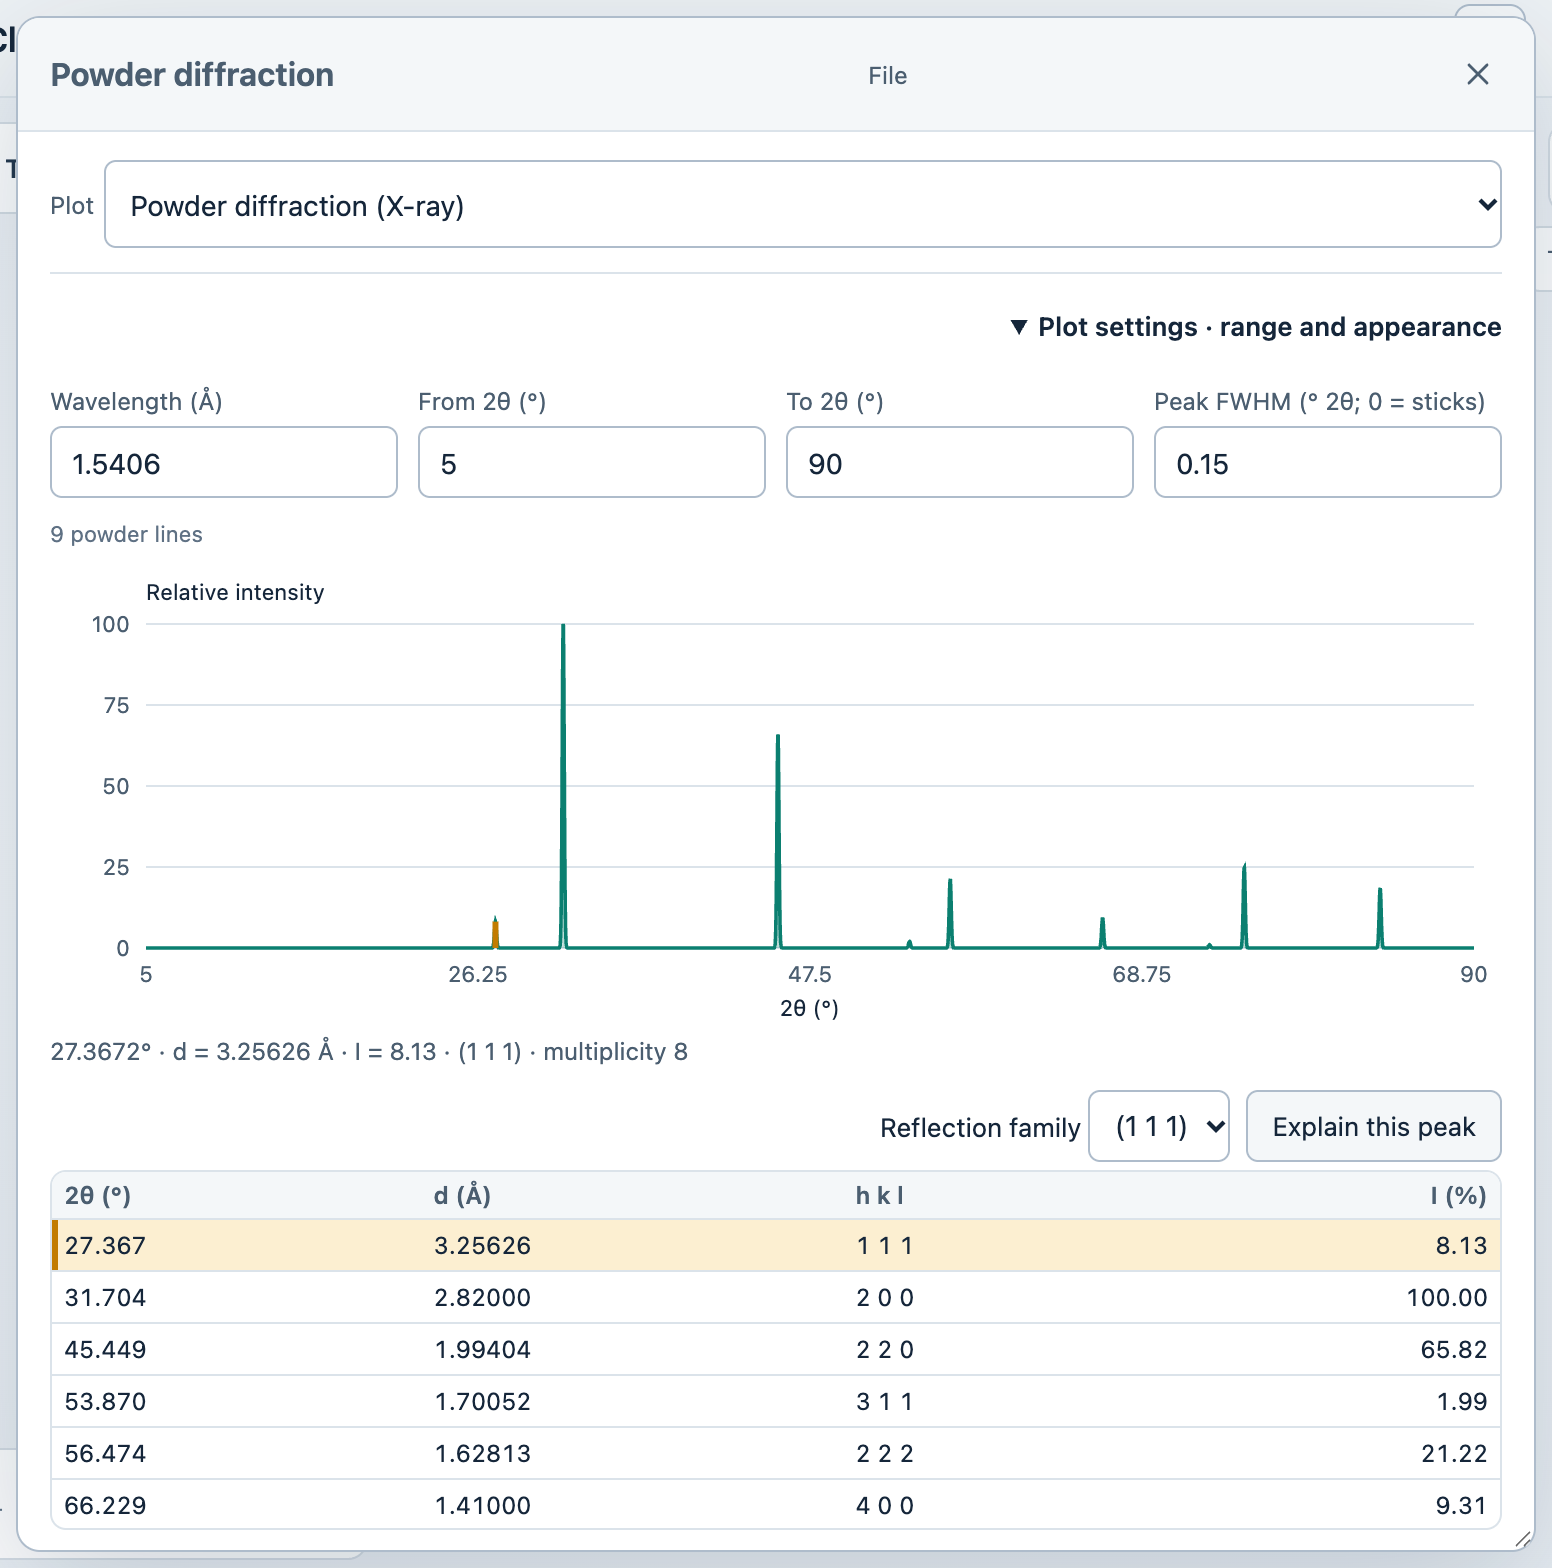 Powder diffraction File
Plot Powder diffraction (X-ray)
▼ Plot settings · range and appearance
Wavelength (Å) From 2θ (°) To 2θ (°) Peak FWHM (° 2θ; 0 = sticks)
1.5406 5 90 0.15
9 powder lines
Relative intensity
100
75
50
25
0
5 26.25 47.5 68.75 90
2θ (°)
27.3672° · d = 3.25626 Å · I = 8.13 · (1 1 1) · multiplicity 8
Reflection family (1 1 1) Explain this peak
2θ (°) d (Å) h k l I (%)
27.367 3.25626 1 1 1 8.13
31.704 2.82000 2 0 0 100.00
45.449 1.99404 2 2 0 65.82
53.870 1.70052 3 1 1 1.99
56.474 1.62813 2 2 2 21.22
66.229 1.41000 4 0 0 9.31